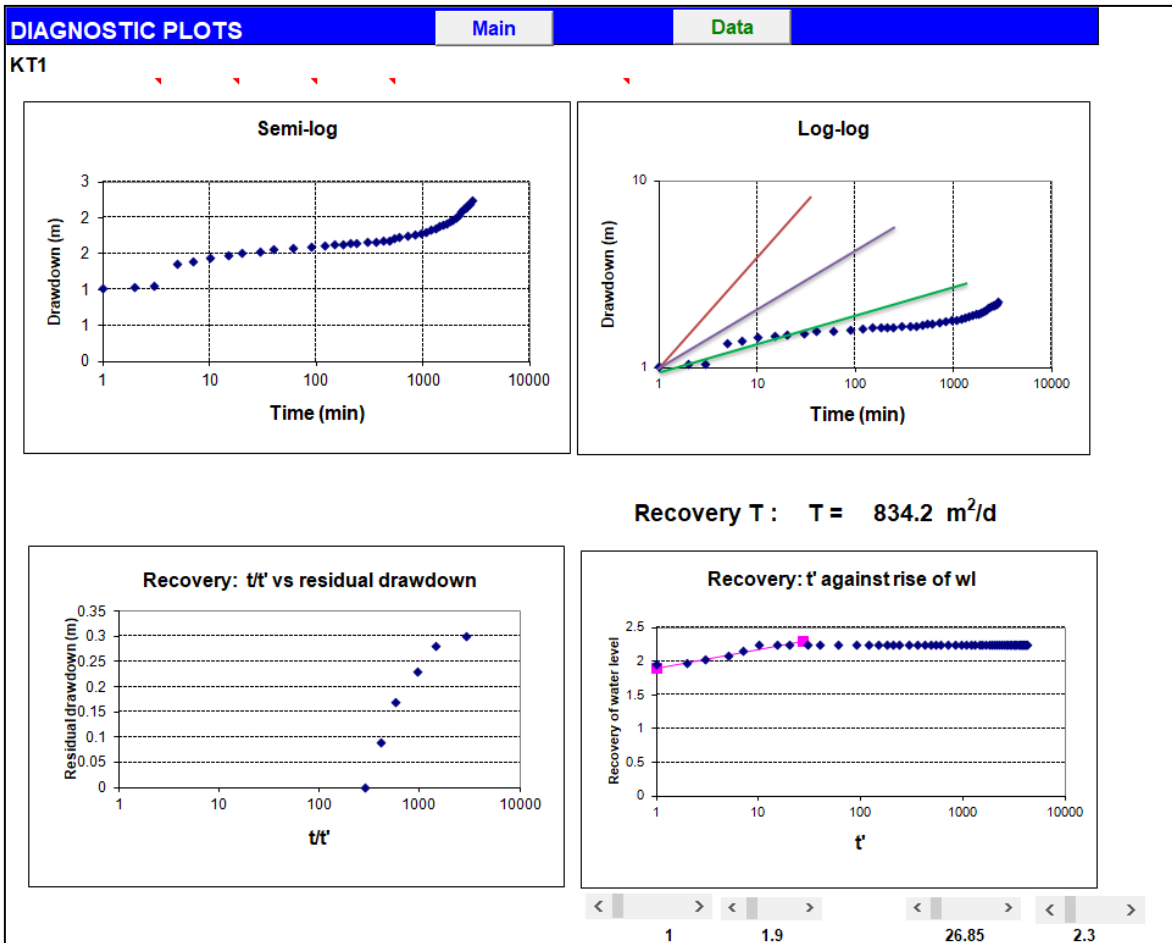 DIAGNOSTIC PLOTS Main Data
KT1
Semi-log
3
2
2
1
1
0
1 10 100 1000 10000
Drawdown (m)
Time (min)
Log-log
10
1
1 10 100 1000 10000
Drawdown (m)
Time (min)
Recovery T : T = 834.2 m²/d
Recovery: t/t' vs residual drawdown
0.35
0.3
0.25
0.2
0.15
0.1
0.05
0
1 10 100 1000 10000
Residual drawdown (m)
t/t'
Recovery: t' against rise of wl
2.5
2
1.5
1
0.5
0
1 10 100 1000 10000
Recovery of water level
t'
1 1.9 26.85 2.3